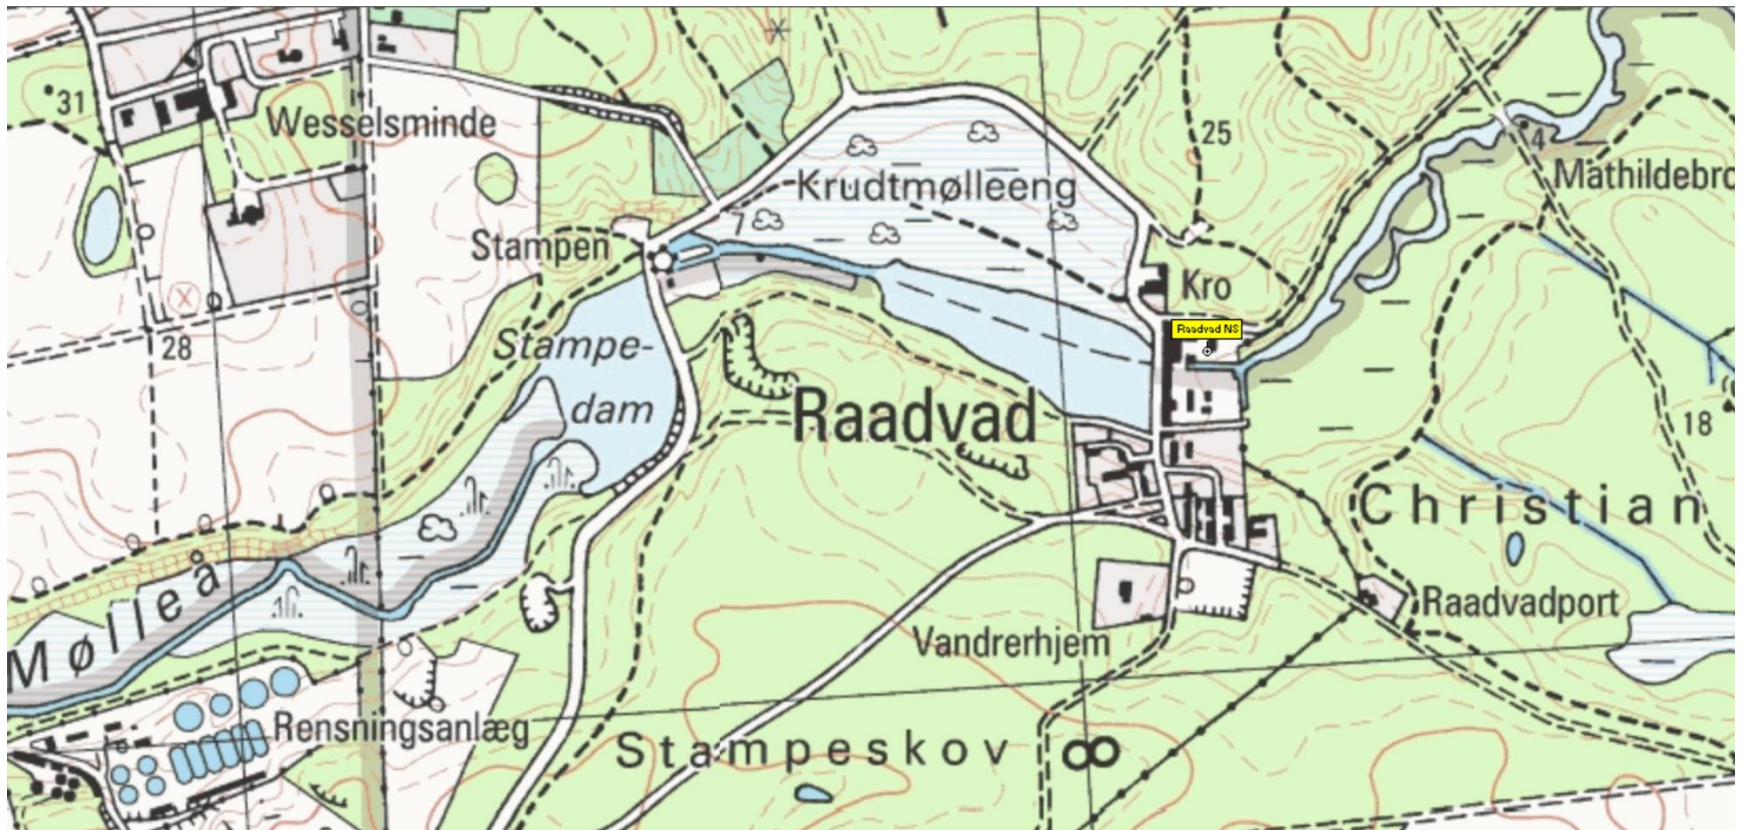 31
Wesselsminde
25
4
Mathildebro
Krudtmølleeng
7
Stampen
Kro
Raadvad NS
28
Stampe-
dam
Raadvad
18
Christian
Mølleå
Raadvadport
Vandrerhjem
Rensningsanlæg
Stampeskov